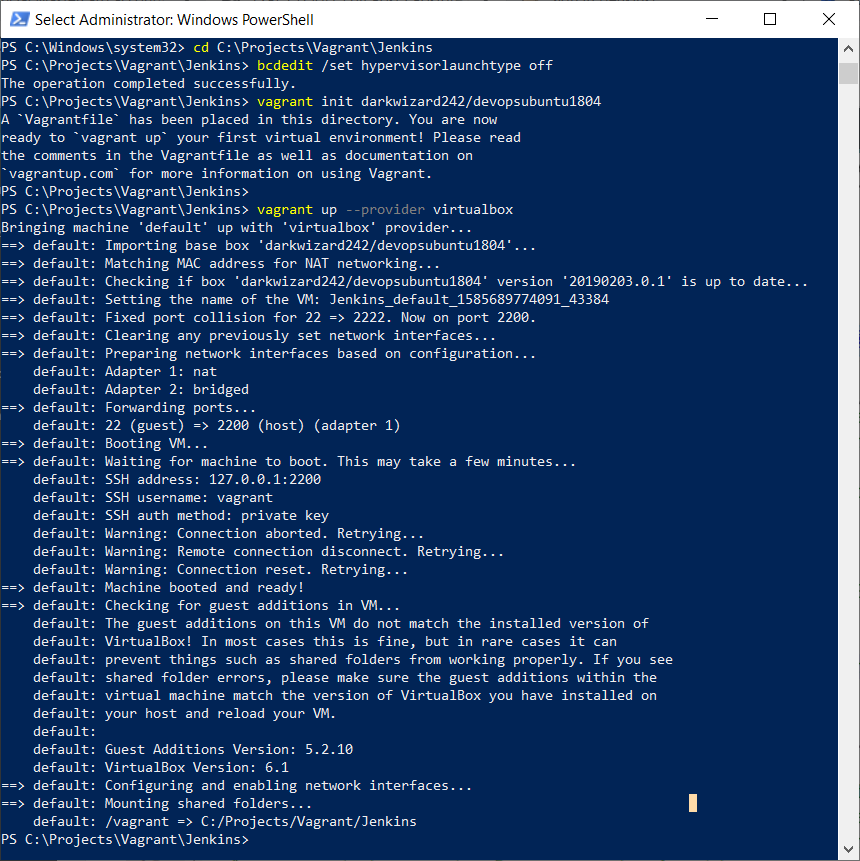 Select Administrator: Windows PowerShell
PS C:\Windows\system32> cd C:\Projects\Vagrant\Jenkins
PS C:\Projects\Vagrant\Jenkins> bcdedit /set hypervisorlaunchtype off
The operation completed successfully.
PS C:\Projects\Vagrant\Jenkins> vagrant init darkwizard242/devopsubuntu1804
A `Vagrantfile` has been placed in this directory. You are now
ready to `vagrant up` your first virtual environment! Please read
the comments in the Vagrantfile as well as documentation on
`vagrantup.com` for more information on using Vagrant.
PS C:\Projects\Vagrant\Jenkins>
PS C:\Projects\Vagrant\Jenkins> vagrant up --provider virtualbox
Bringing machine 'default' up with 'virtualbox' provider...
==> default: Importing base box 'darkwizard242/devopsubuntu1804'...
==> default: Matching MAC address for NAT networking...
==> default: Checking if box 'darkwizard242/devopsubuntu1804' version '20190203.0.1' is up to date...
==> default: Setting the name of the VM: Jenkins_default_1585689774091_43384
==> default: Fixed port collision for 22 => 2222. Now on port 2200.
==> default: Clearing any previously set network interfaces...
==> default: Preparing network interfaces based on configuration...
    default: Adapter 1: nat
    default: Adapter 2: bridged
==> default: Forwarding ports...
    default: 22 (guest) => 2200 (host) (adapter 1)
==> default: Booting VM...
==> default: Waiting for machine to boot. This may take a few minutes...
    default: SSH address: 127.0.0.1:2200
    default: SSH username: vagrant
    default: SSH auth method: private key
    default: Warning: Connection aborted. Retrying...
    default: Warning: Remote connection disconnect. Retrying...
    default: Warning: Connection reset. Retrying...
==> default: Machine booted and ready!
==> default: Checking for guest additions in VM...
    default: The guest additions on this VM do not match the installed version of
    default: VirtualBox! In most cases this is fine, but in rare cases it can
    default: prevent things such as shared folders from working properly. If you see
    default: shared folder errors, please make sure the guest additions within the
    default: virtual machine match the version of VirtualBox you have installed on
    default: your host and reload your VM.
    default:
    default: Guest Additions Version: 5.2.10
    default: VirtualBox Version: 6.1
==> default: Configuring and enabling network interfaces...
==> default: Mounting shared folders...
    default: /vagrant => C:/Projects/Vagrant/Jenkins
PS C:\Projects\Vagrant\Jenkins>